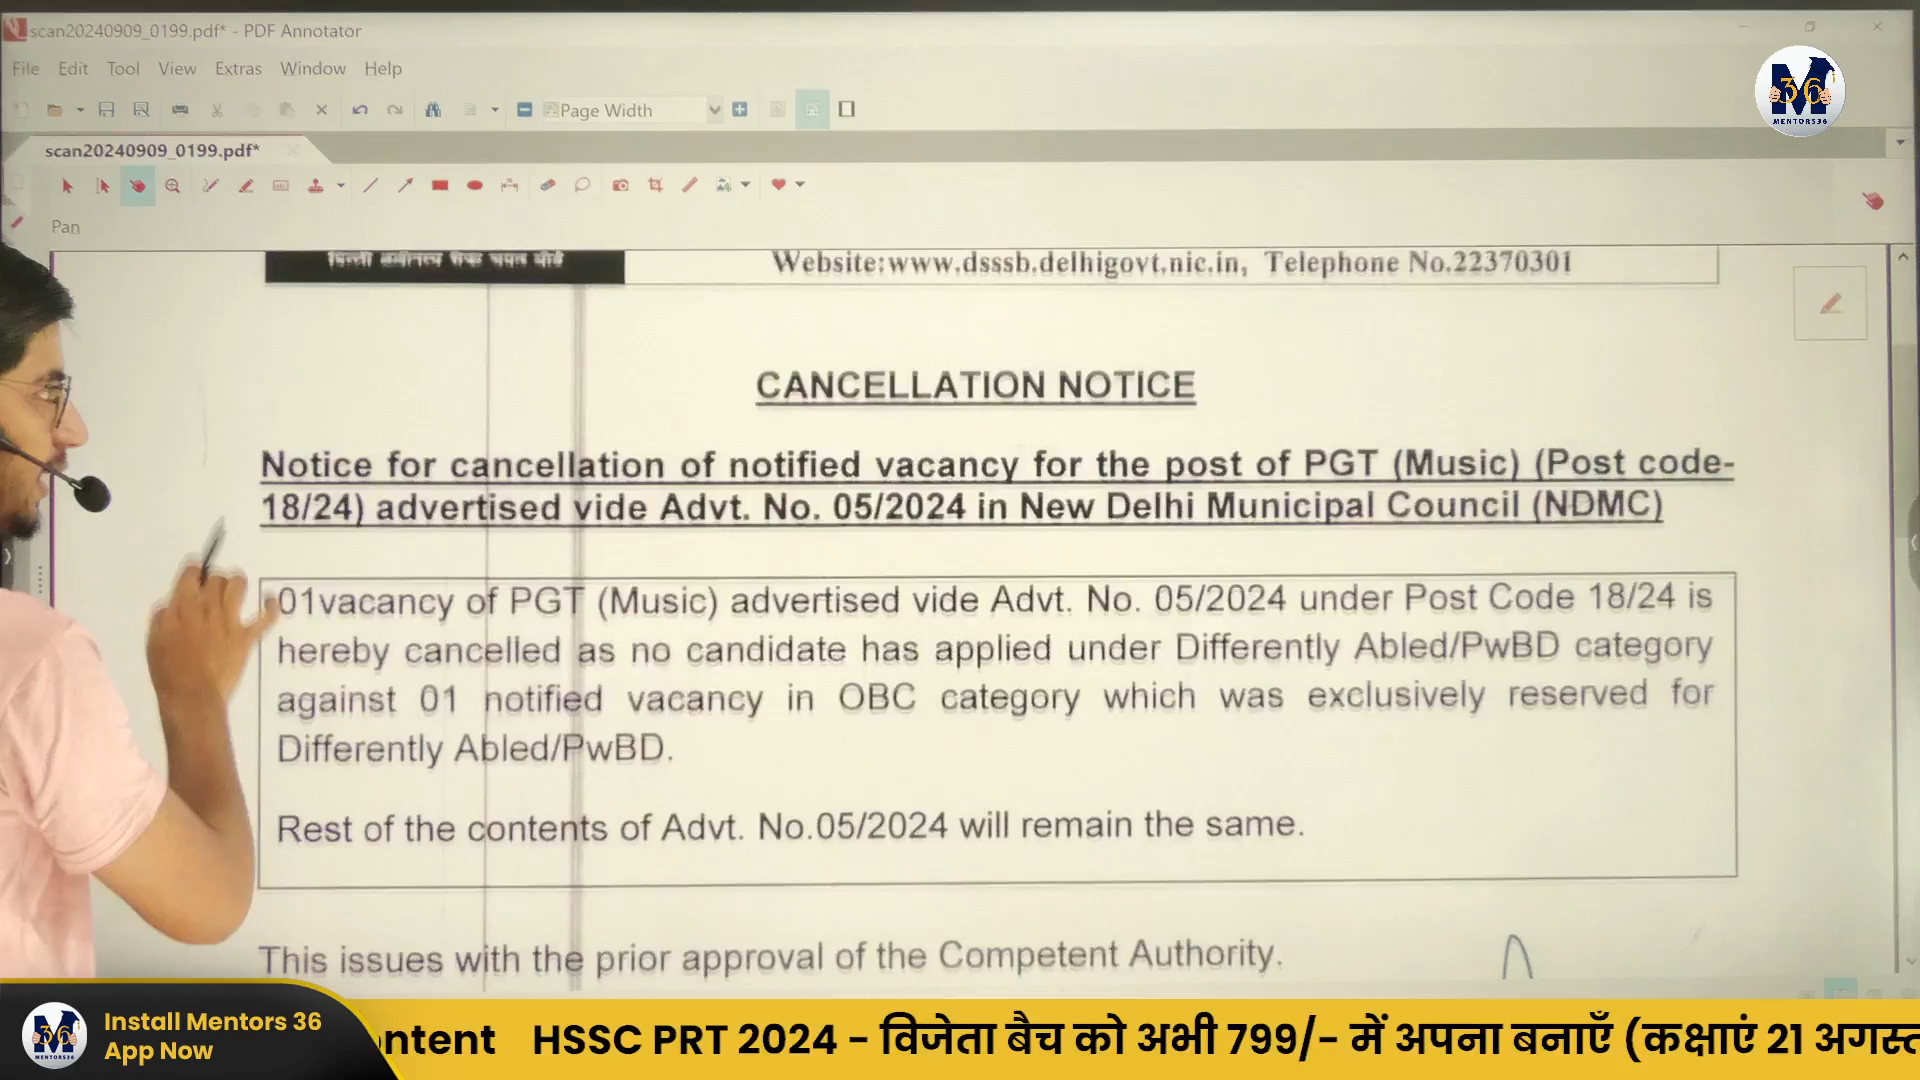 scan20240909_0199.pdf* - PDF Annotator
File Edit Tool View Extras Window Help
Page Width
36
MENTORS36
scan20240909_0199.pdf*
Pan
Website:www.dsssb.delhigovt.nic.in, Telephone No.22370301
CANCELLATION NOTICE
Notice for cancellation of notified vacancy for the post of PGT (Music) (Post code-
18/24) advertised vide Advt. No. 05/2024 in New Delhi Municipal Council (NDMC)
01vacancy of PGT (Music) advertised vide Advt. No. 05/2024 under Post Code 18/24 is
hereby cancelled as no candidate has applied under Differently Abled/PwBD category
against 01 notified vacancy in OBC category which was exclusively reserved for
Differently Abled/PwBD.
Rest of the contents of Advt. No.05/2024 will remain the same.
This issues with the prior approval of the Competent Authority.
36
MENTORS36
Install Mentors 36
App Now
ntent HSSC PRT 2024 - विजेता बैच को अभी 799/- में अपना बनाएँ (कक्षाएं 21 अगस्त